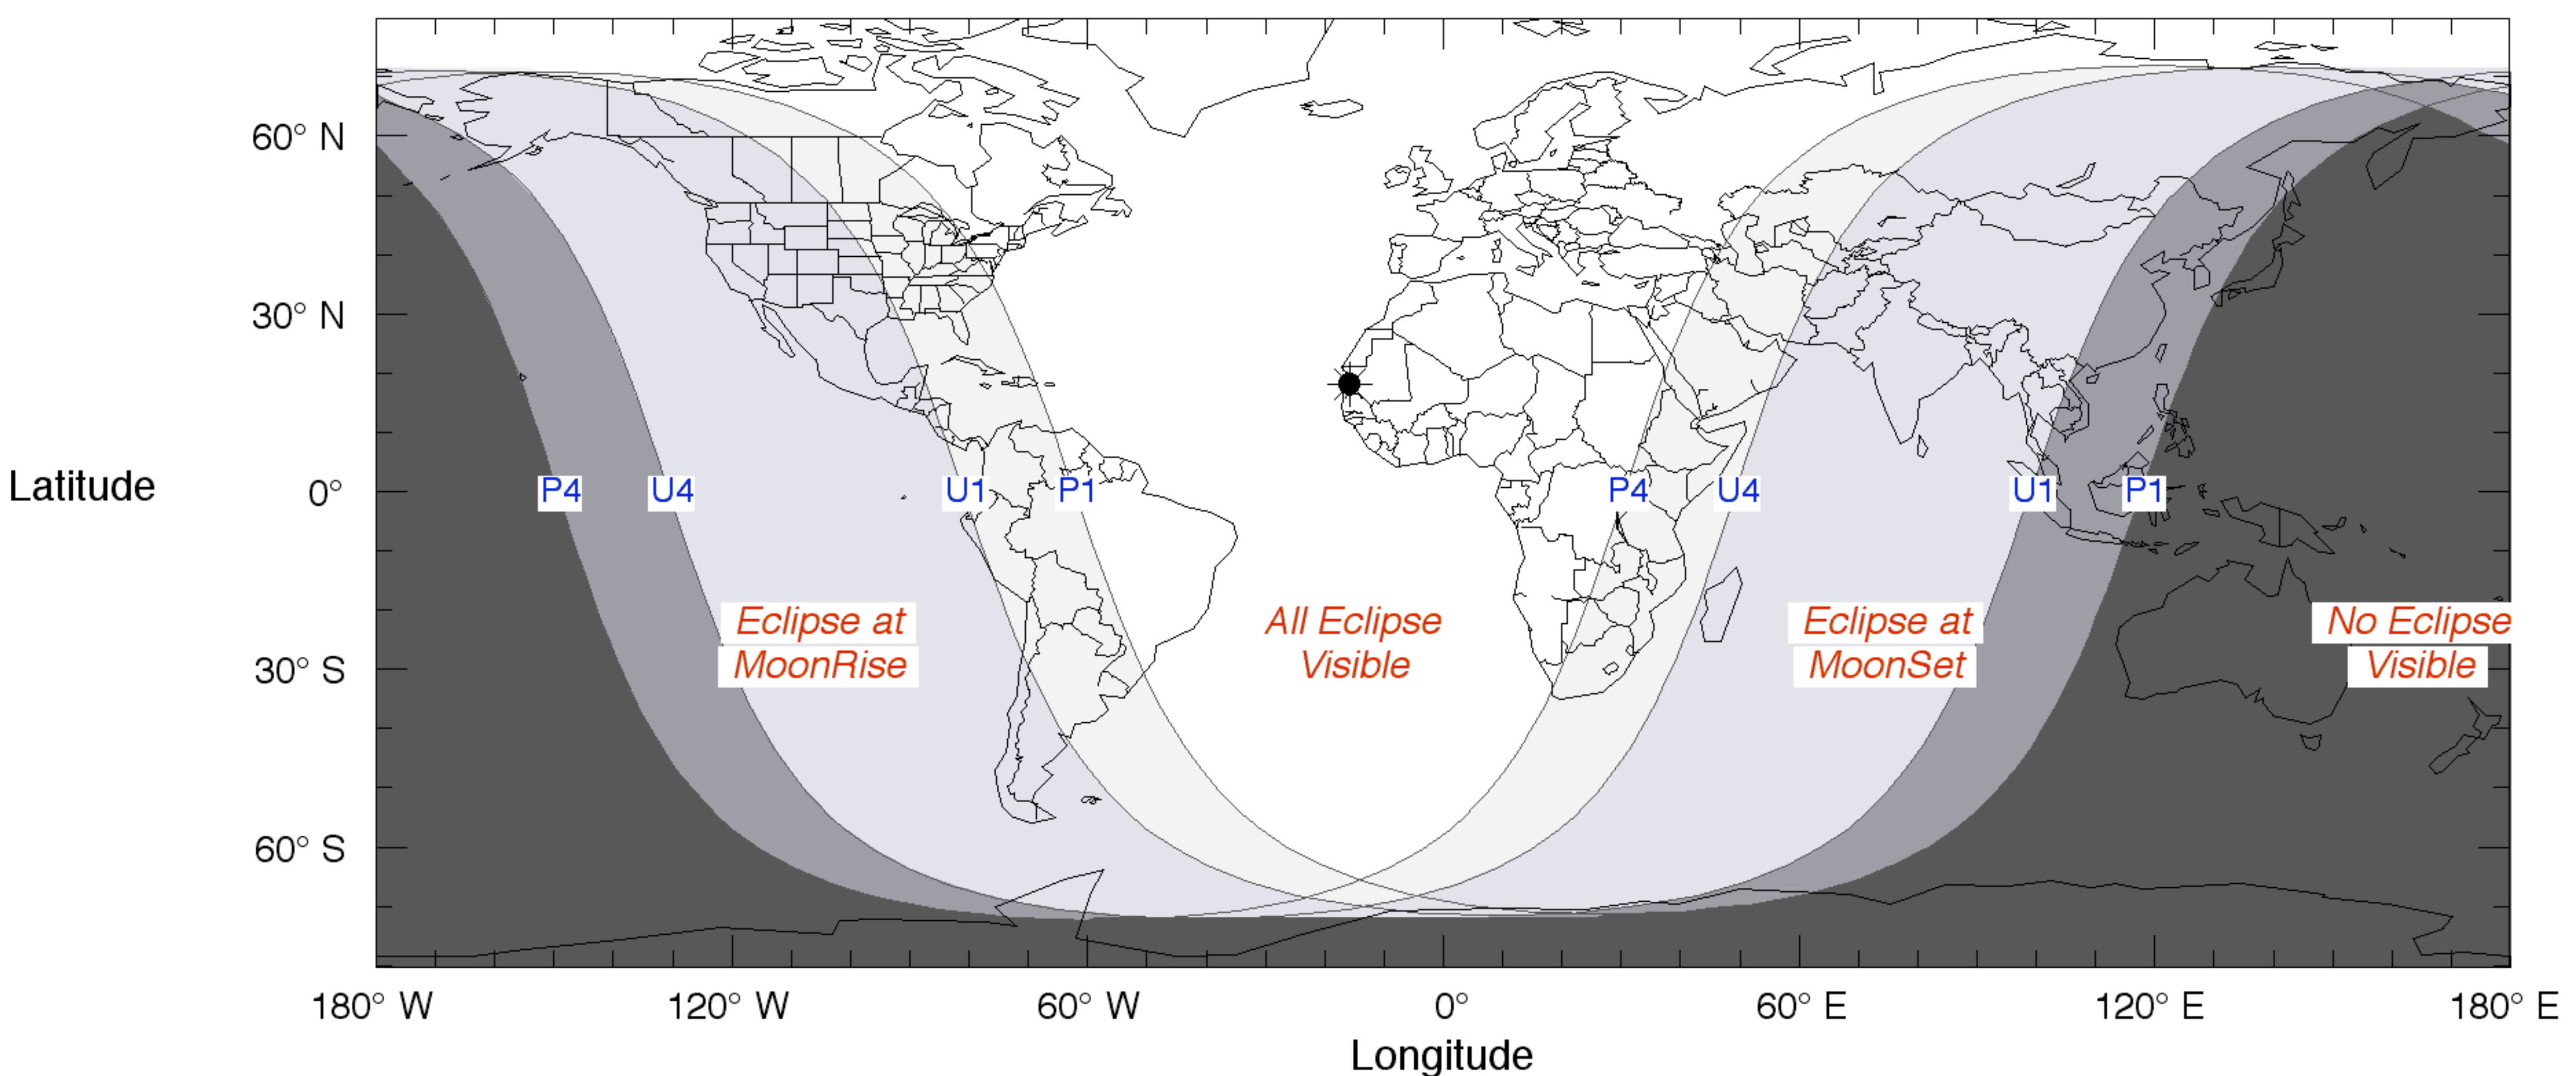 60° N
30° N
Latitude
0°
P4 U4 U1 P1 P4 U4 U1 P1
Eclipse at
MoonRise
All Eclipse
Visible
Eclipse at
MoonSet
No Eclipse
Visible
30° S
60° S
180° W 120° W 60° W 0° 60° E 120° E 180° E
Longitude